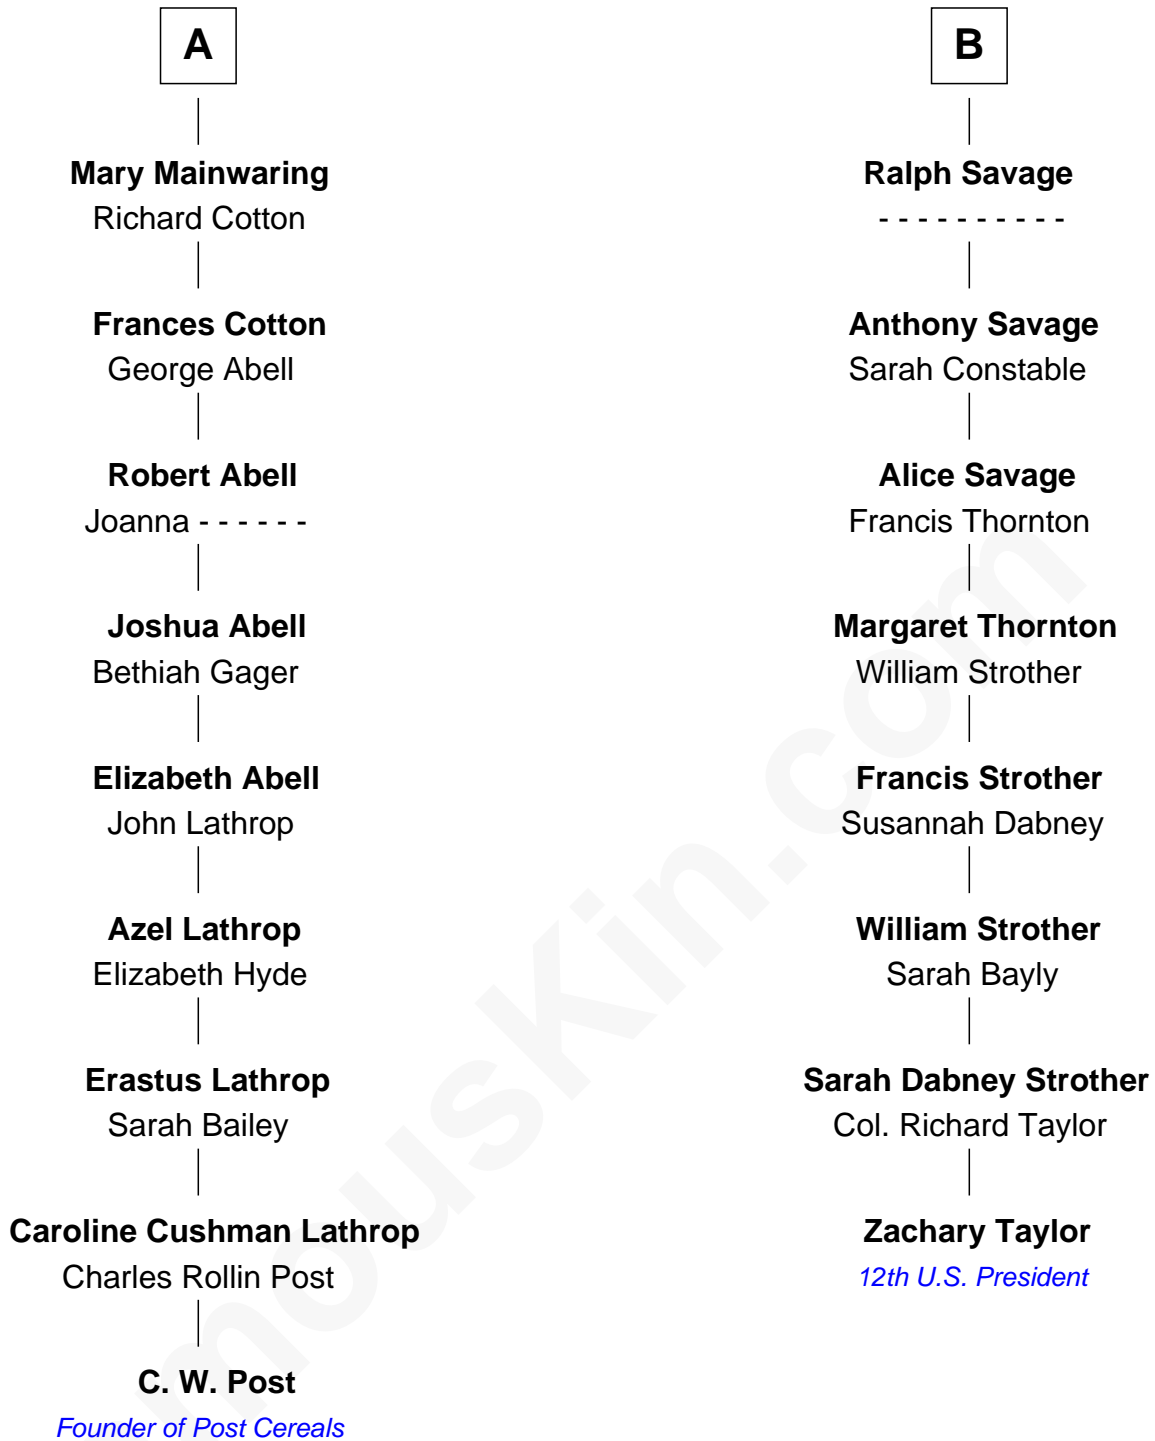 A
Mary Mainwaring
Richard Cotton
Frances Cotton
George Abell
Robert Abell
Joanna - - - - - -
Joshua Abell
Bethiah Gager
Elizabeth Abell
John Lathrop
Azel Lathrop
Elizabeth Hyde
Erastus Lathrop
Sarah Bailey
Caroline Cushman Lathrop
Charles Rollin Post
C. W. Post
Founder of Post Cereals
B
Ralph Savage
- - - - - - - - - -
Anthony Savage
Sarah Constable
Alice Savage
Francis Thornton
Margaret Thornton
William Strother
Francis Strother
Susannah Dabney
William Strother
Sarah Bayly
Sarah Dabney Strother
Col. Richard Taylor
Zachary Taylor
12th U.S. President
mousKin.com